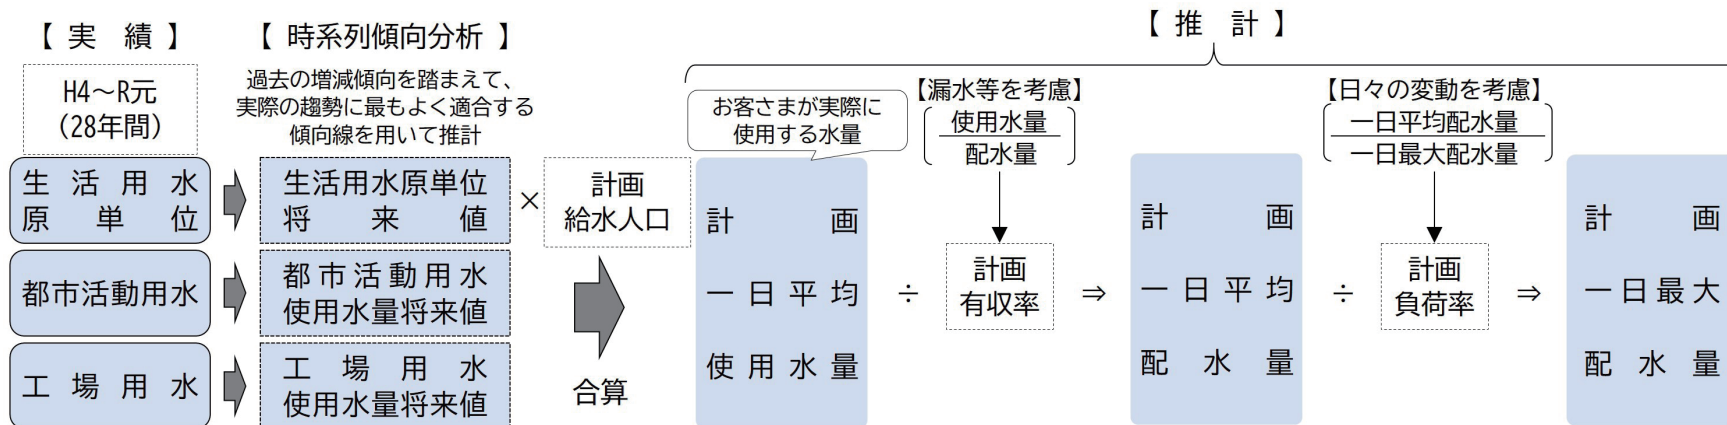 【 実 績 】
H4～R元
（28年間）
生活用水
原単位
都市活動用水
工場用水
【 時系列傾向分析 】
過去の増減傾向を踏まえて、
実際の趨勢に最もよく適合する
傾向線を用いて推計
生活用水原単位
将来値
都市活動用水
使用水量将来値
工場用水
使用水量将来値
×
計画
給水人口
合算
【 推 計 】
お客さまが実際に
使用する水量
計画
一日平均
使用水量
÷
【漏水等を考慮】
使用水量
配水量
計画
有収率
⇒
計画
一日平均
配水量
÷
【日々の変動を考慮】
一日平均配水量
一日最大配水量
計画
負荷率
⇒
計画
一日最大
配水量